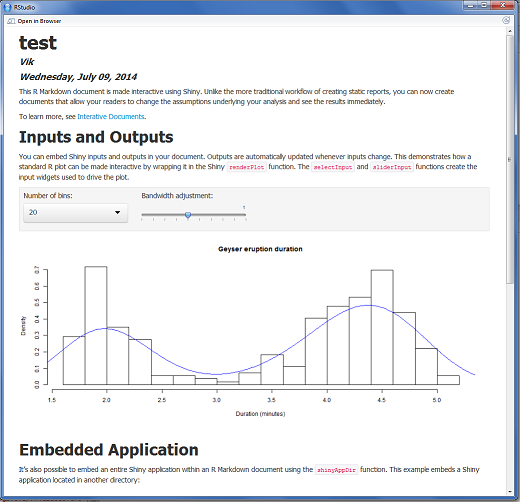 RStudio
Open in Browser
test
Vik
Wednesday, July 09, 2014
This R Markdown document is made interactive using Shiny. Unlike the more traditional workflow of creating static reports, you can now create
documents that allow your readers to change the assumptions underlying your analysis and see the results immediately.
To learn more, see Interative Documents.
Inputs and Outputs
You can embed Shiny inputs and outputs in your document. Outputs are automatically updated whenever inputs change. This demonstrates how a
standard R plot can be made interactive by wrapping it in the Shiny renderPlot function. The selectInput and sliderInput functions create the
input widgets used to drive the plot.
Number of bins:
Bandwidth adjustment:
1
20
Geyser eruption duration
Density
0.7
0.6
0.5
0.4
0.3
0.2
0.1
0.0
1.5 2.0 2.5 3.0 3.5 4.0 4.5 5.0
Duration (minutes)
Embedded Application
It's also possible to embed an entire Shiny application within an R Markdown document using the shinyAppDir function. This example embeds a Shiny
application located in another directory: